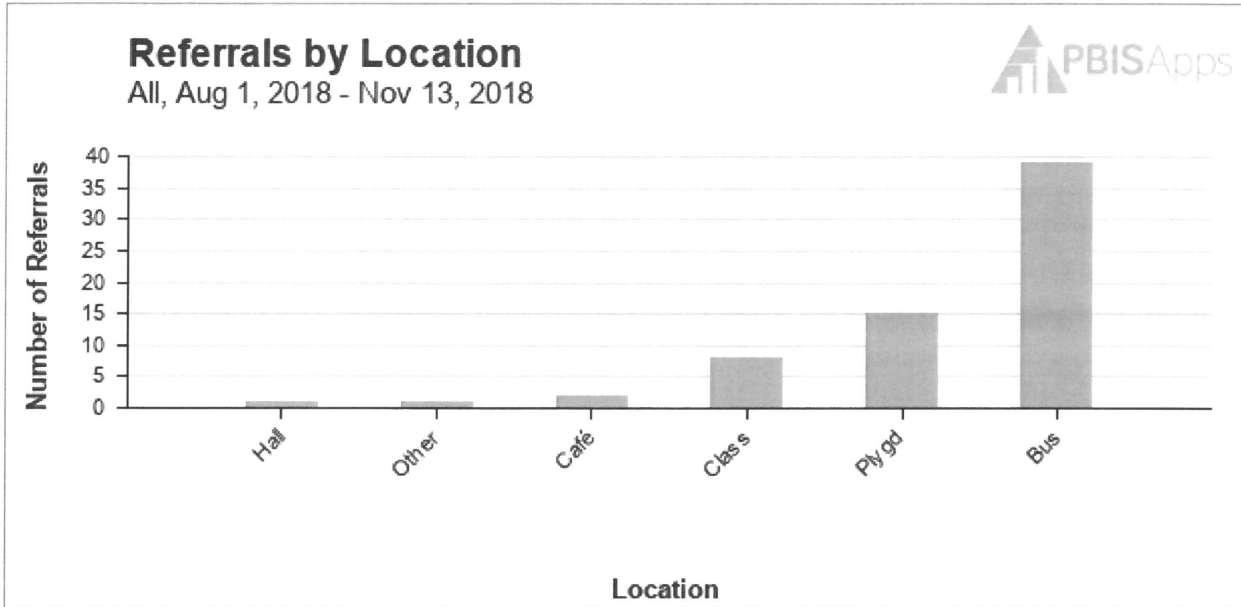 Referrals by Location
All, Aug 1, 2018 - Nov 13, 2018
PBISApps
Number of Referrals
40
35
30
25
20
15
10
5
0
Hall
Other
Café
Class
Plygd
Bus
Location